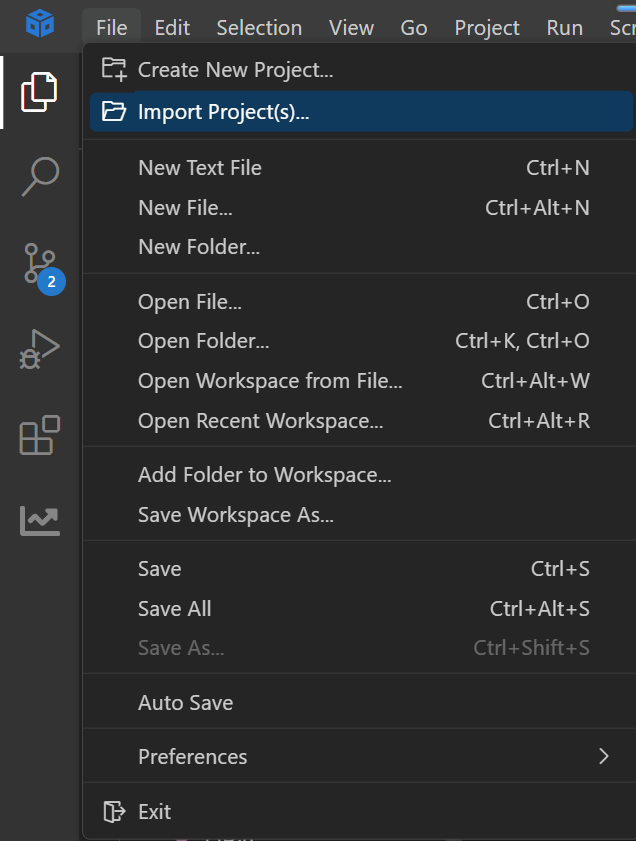 File Edit Selection View Go Project Run
Create New Project...
Import Project(s)...
New Text File Ctrl+N
New File... Ctrl+Alt+N
New Folder...
2
Open File... Ctrl+O
Open Folder... Ctrl+K, Ctrl+O
Open Workspace from File... Ctrl+Alt+W
Open Recent Workspace... Ctrl+Alt+R
Add Folder to Workspace...
Save Workspace As...
Save Ctrl+S
Save All Ctrl+Alt+S
Save As... Ctrl+Shift+S
Auto Save
Preferences
Exit